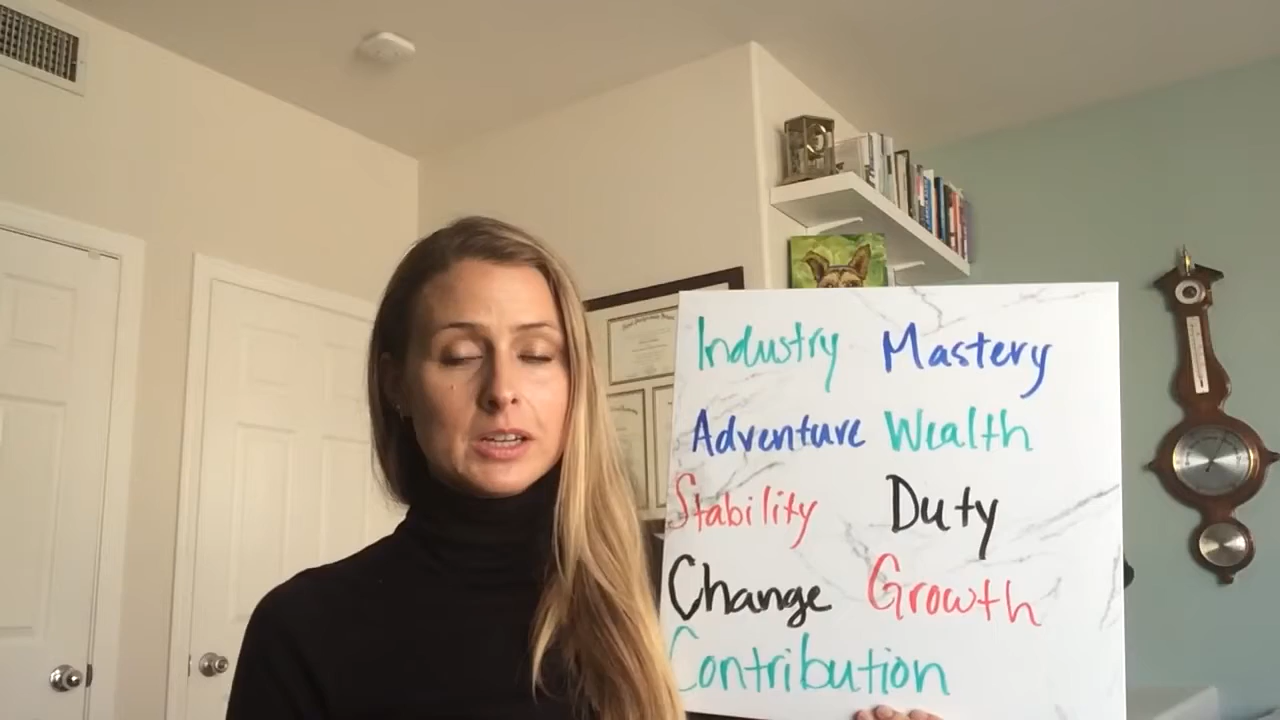 Industry Mastery
Adventure Wealth
Stability Duty
Change Growth
Contribution